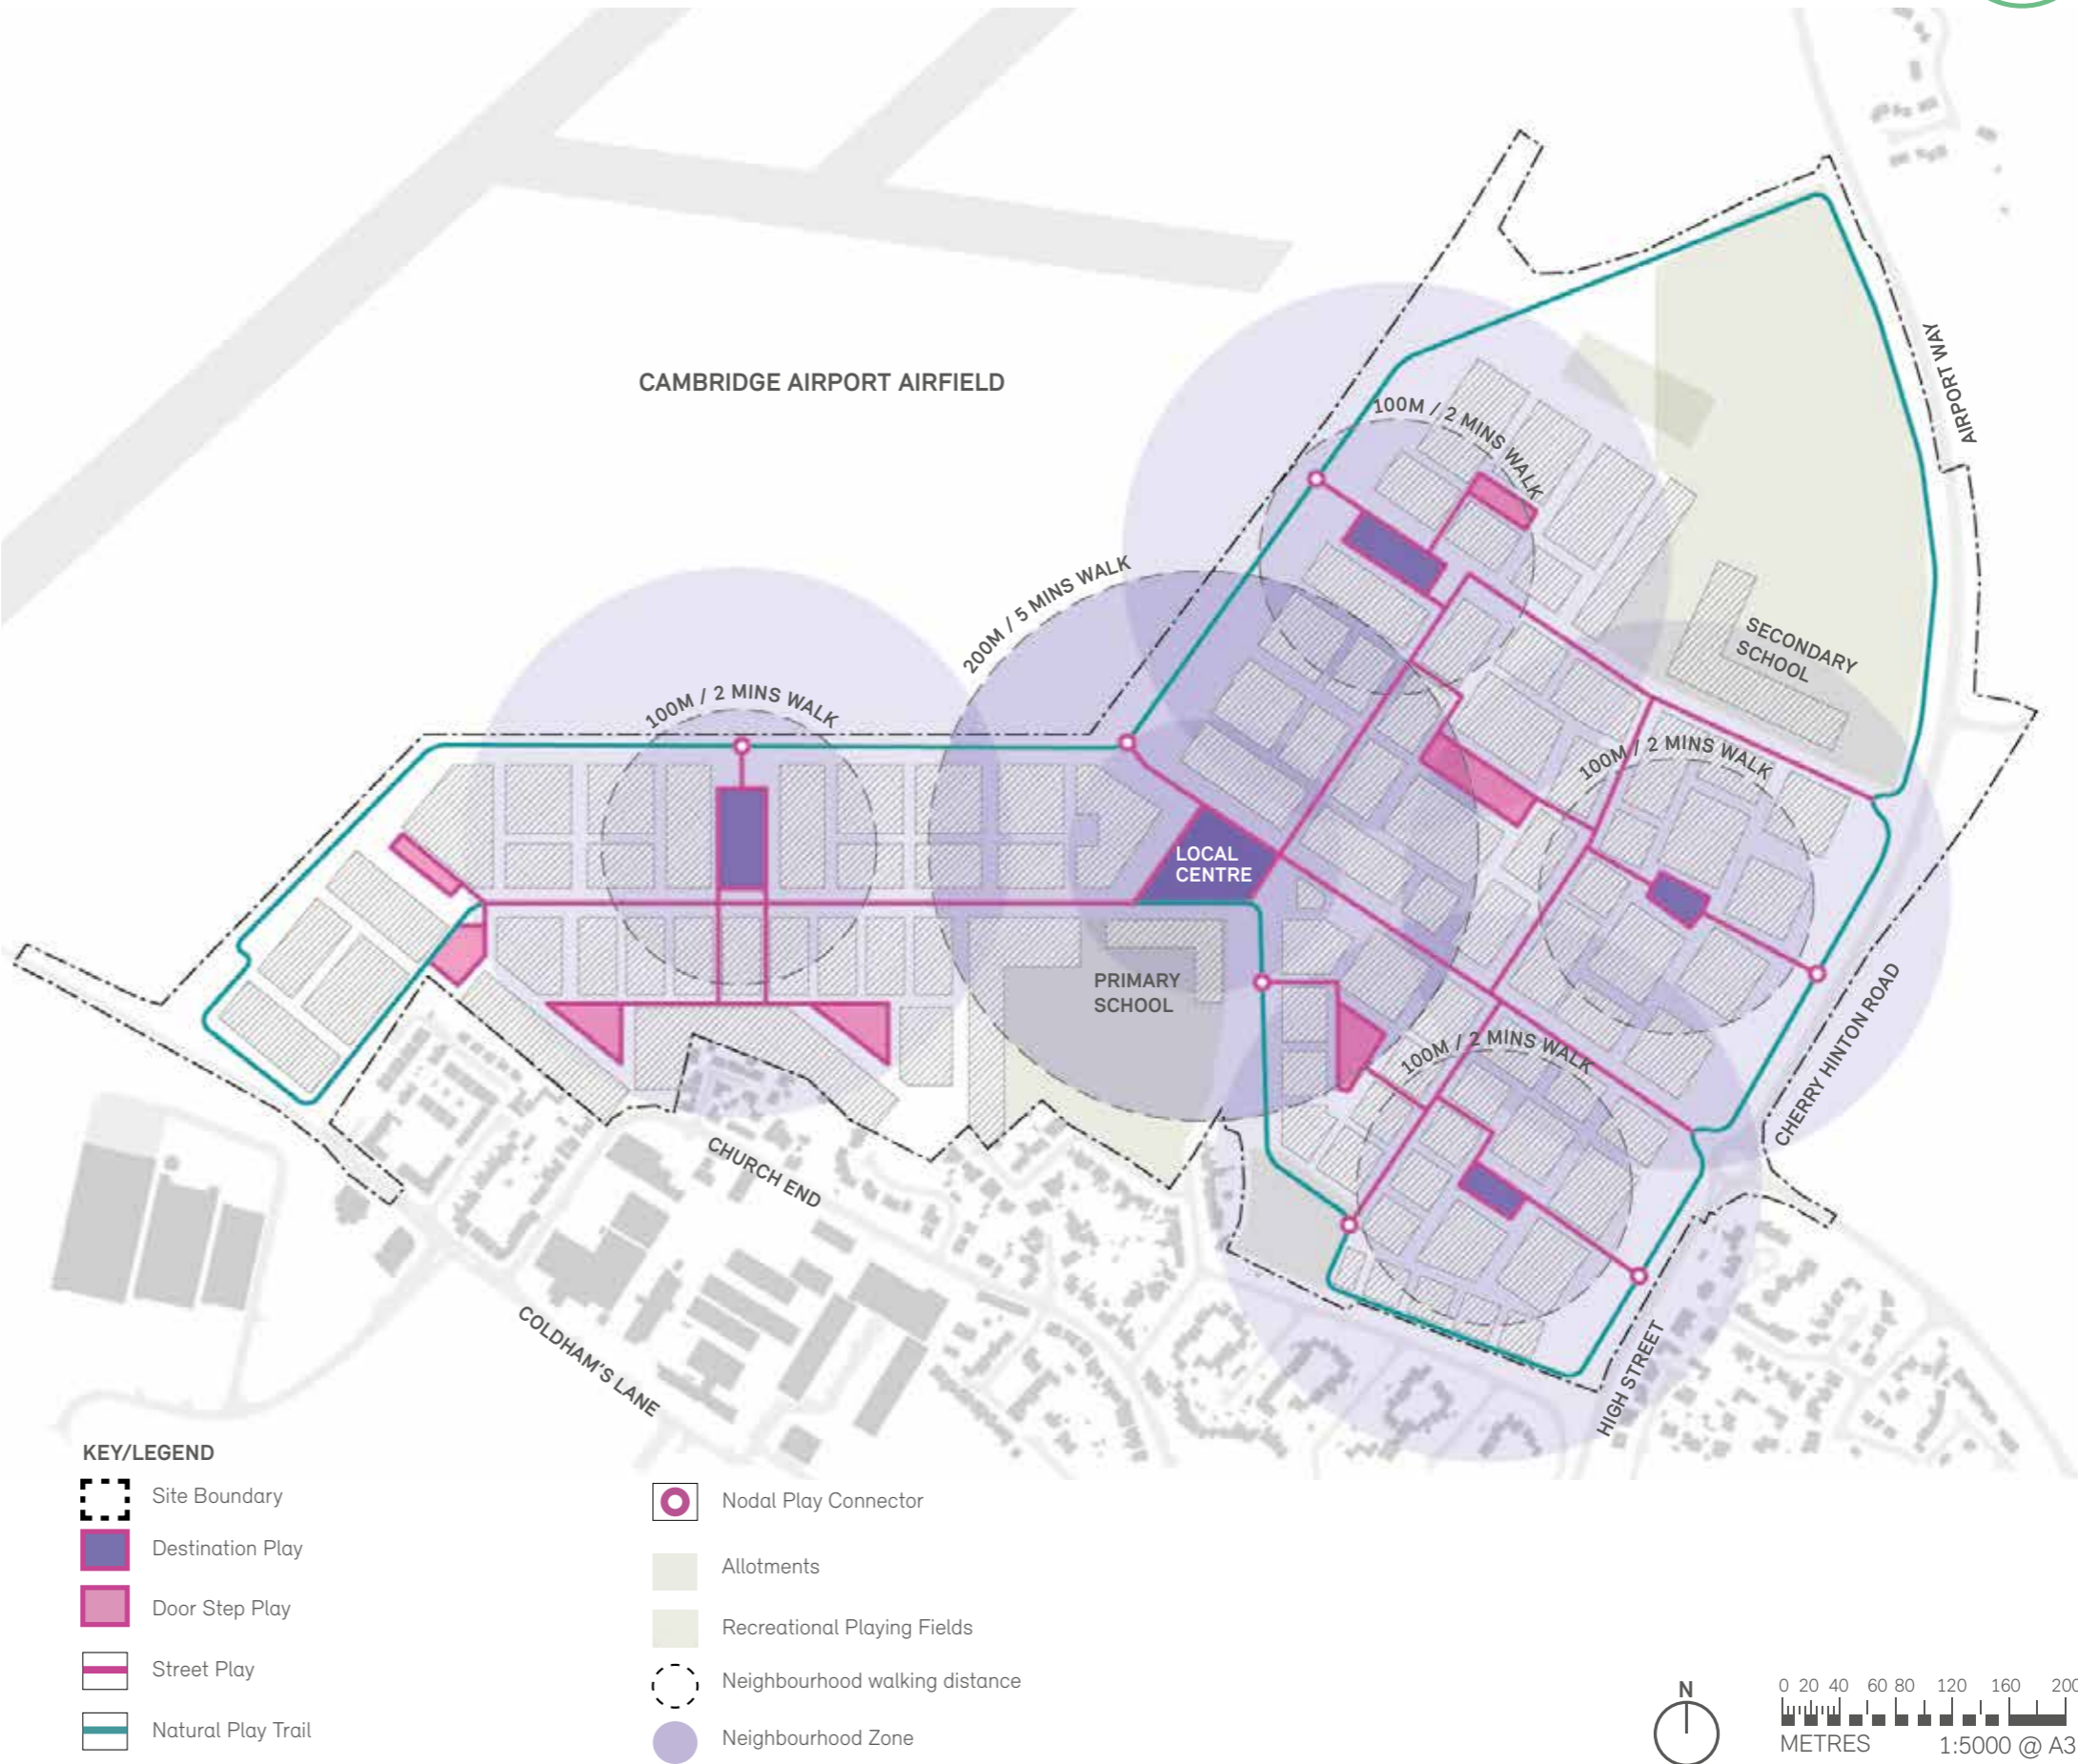 CAMBRIDGE AIRPORT AIRFIELD
AIRPORT WAY
100M / 2 MINS WALK
200M / 5 MINS WALK
SECONDARY
SCHOOL
100M / 2 MINS WALK
100M / 2 MINS WALK
LOCAL
CENTRE
PRIMARY
SCHOOL
100M / 2 MINS WALK
CHERRY HINTON ROAD
CHURCH END
COLDHAM'S LANE
HIGH STREET
KEY/LEGEND
Site Boundary
Destination Play
Door Step Play
Street Play
Natural Play Trail
Nodal Play Connector
Allotments
Recreational Playing Fields
Neighbourhood walking distance
Neighbourhood Zone
N
0 20 40 60 80 120 160 200
METRES 1:5000 @ A3